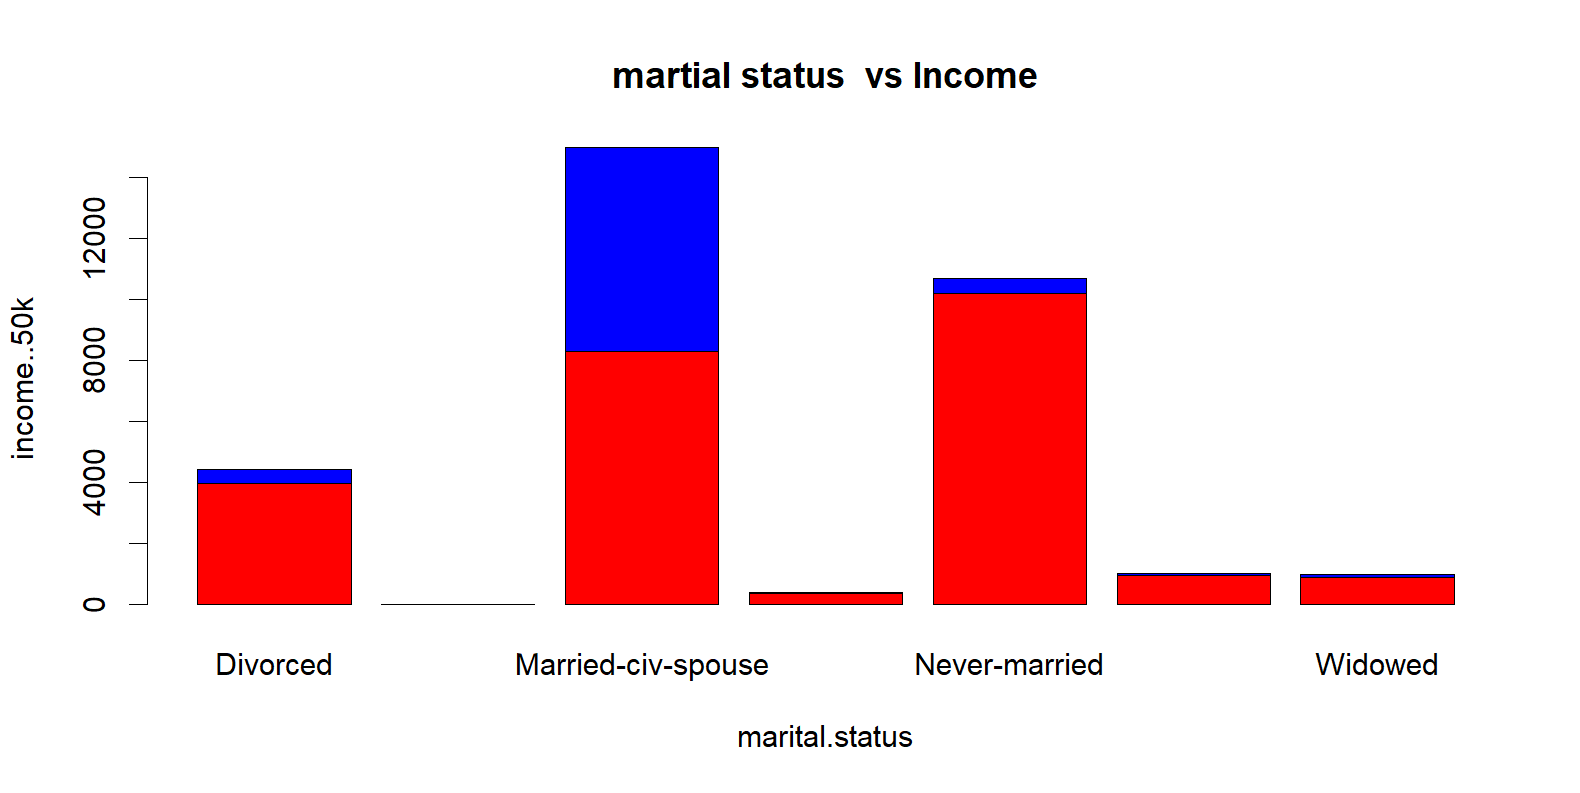 martial status  vs Income
income..50k
12000
8000
4000
0
Divorced
Married-civ-spouse
Never-married
Widowed
marital.status